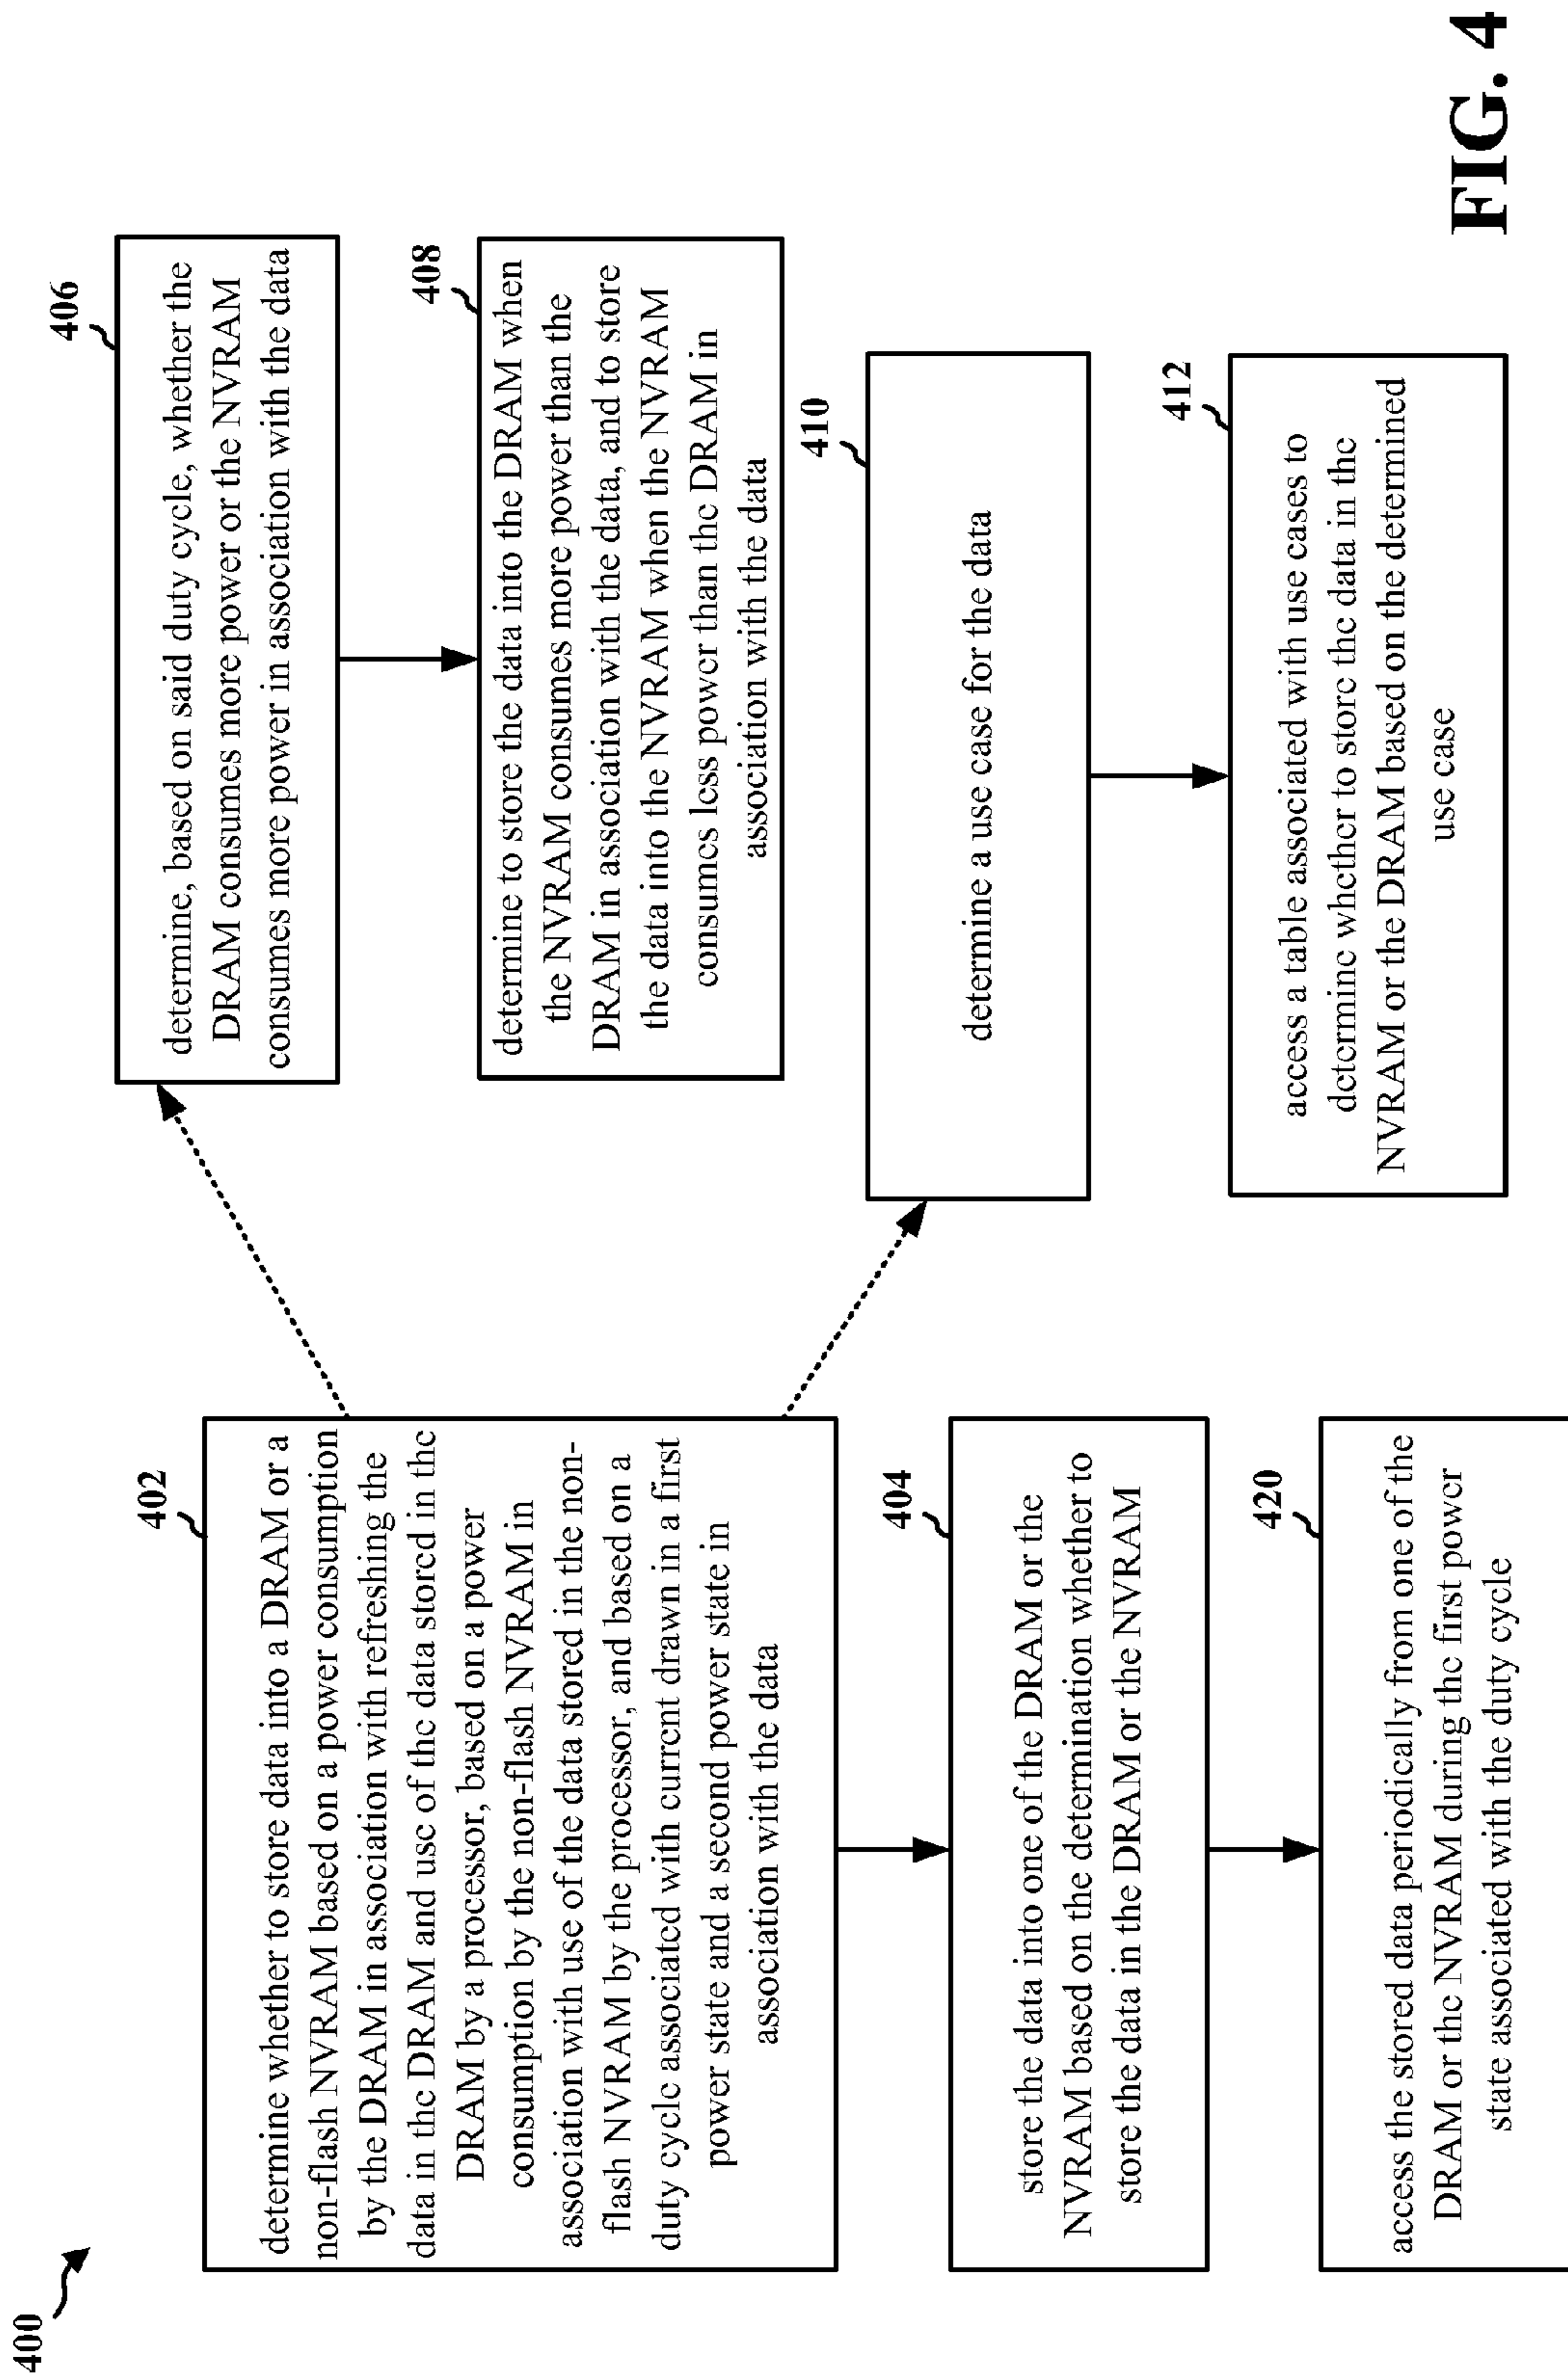 400
402
determine whether to store data into a DRAM or a
non-flash NVRAM based on a power consumption
by the DRAM in association with refreshing the
data in the DRAM and use of the data stored in the
DRAM by a processor, based on a power
consumption by the non-flash NVRAM in
association with use of the data stored in the non-
flash NVRAM by the processor, and based on a
duty cycle associated with current drawn in a first
power state and a second power state in
association with the data
404
store the data into one of the DRAM or the
NVRAM based on the determination whether to
store the data in the DRAM or the NVRAM
420
access the stored data periodically from one of the
DRAM or the NVRAM during the first power
state associated with the duty cycle
406
determine, based on said duty cycle, whether the
DRAM consumes more power or the NVRAM
consumes more power in association with the data
408
determine to store the data into the DRAM when
the NVRAM consumes more power than the
DRAM in association with the data, and to store
the data into the NVRAM when the NVRAM
consumes less power than the DRAM in
association with the data
410
determine a use case for the data
412
access a table associated with use cases to
determine whether to store the data in the
NVRAM or the DRAM based on the determined
use case
FIG. 4